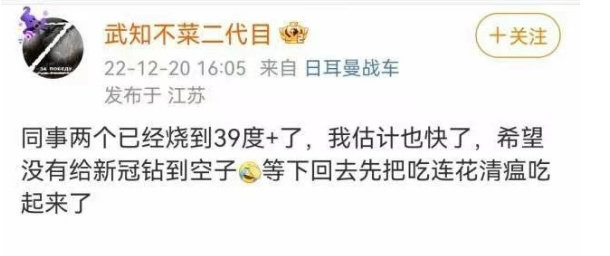 武知不菜二代目
+关注
22-12-20 16:05 来自 日耳曼战车
发布于 江苏
同事两个已经烧到39度+了，我估计也快了，希望
没有给新冠钻到空子🤣等下回去先把吃连花清瘟吃
起来了